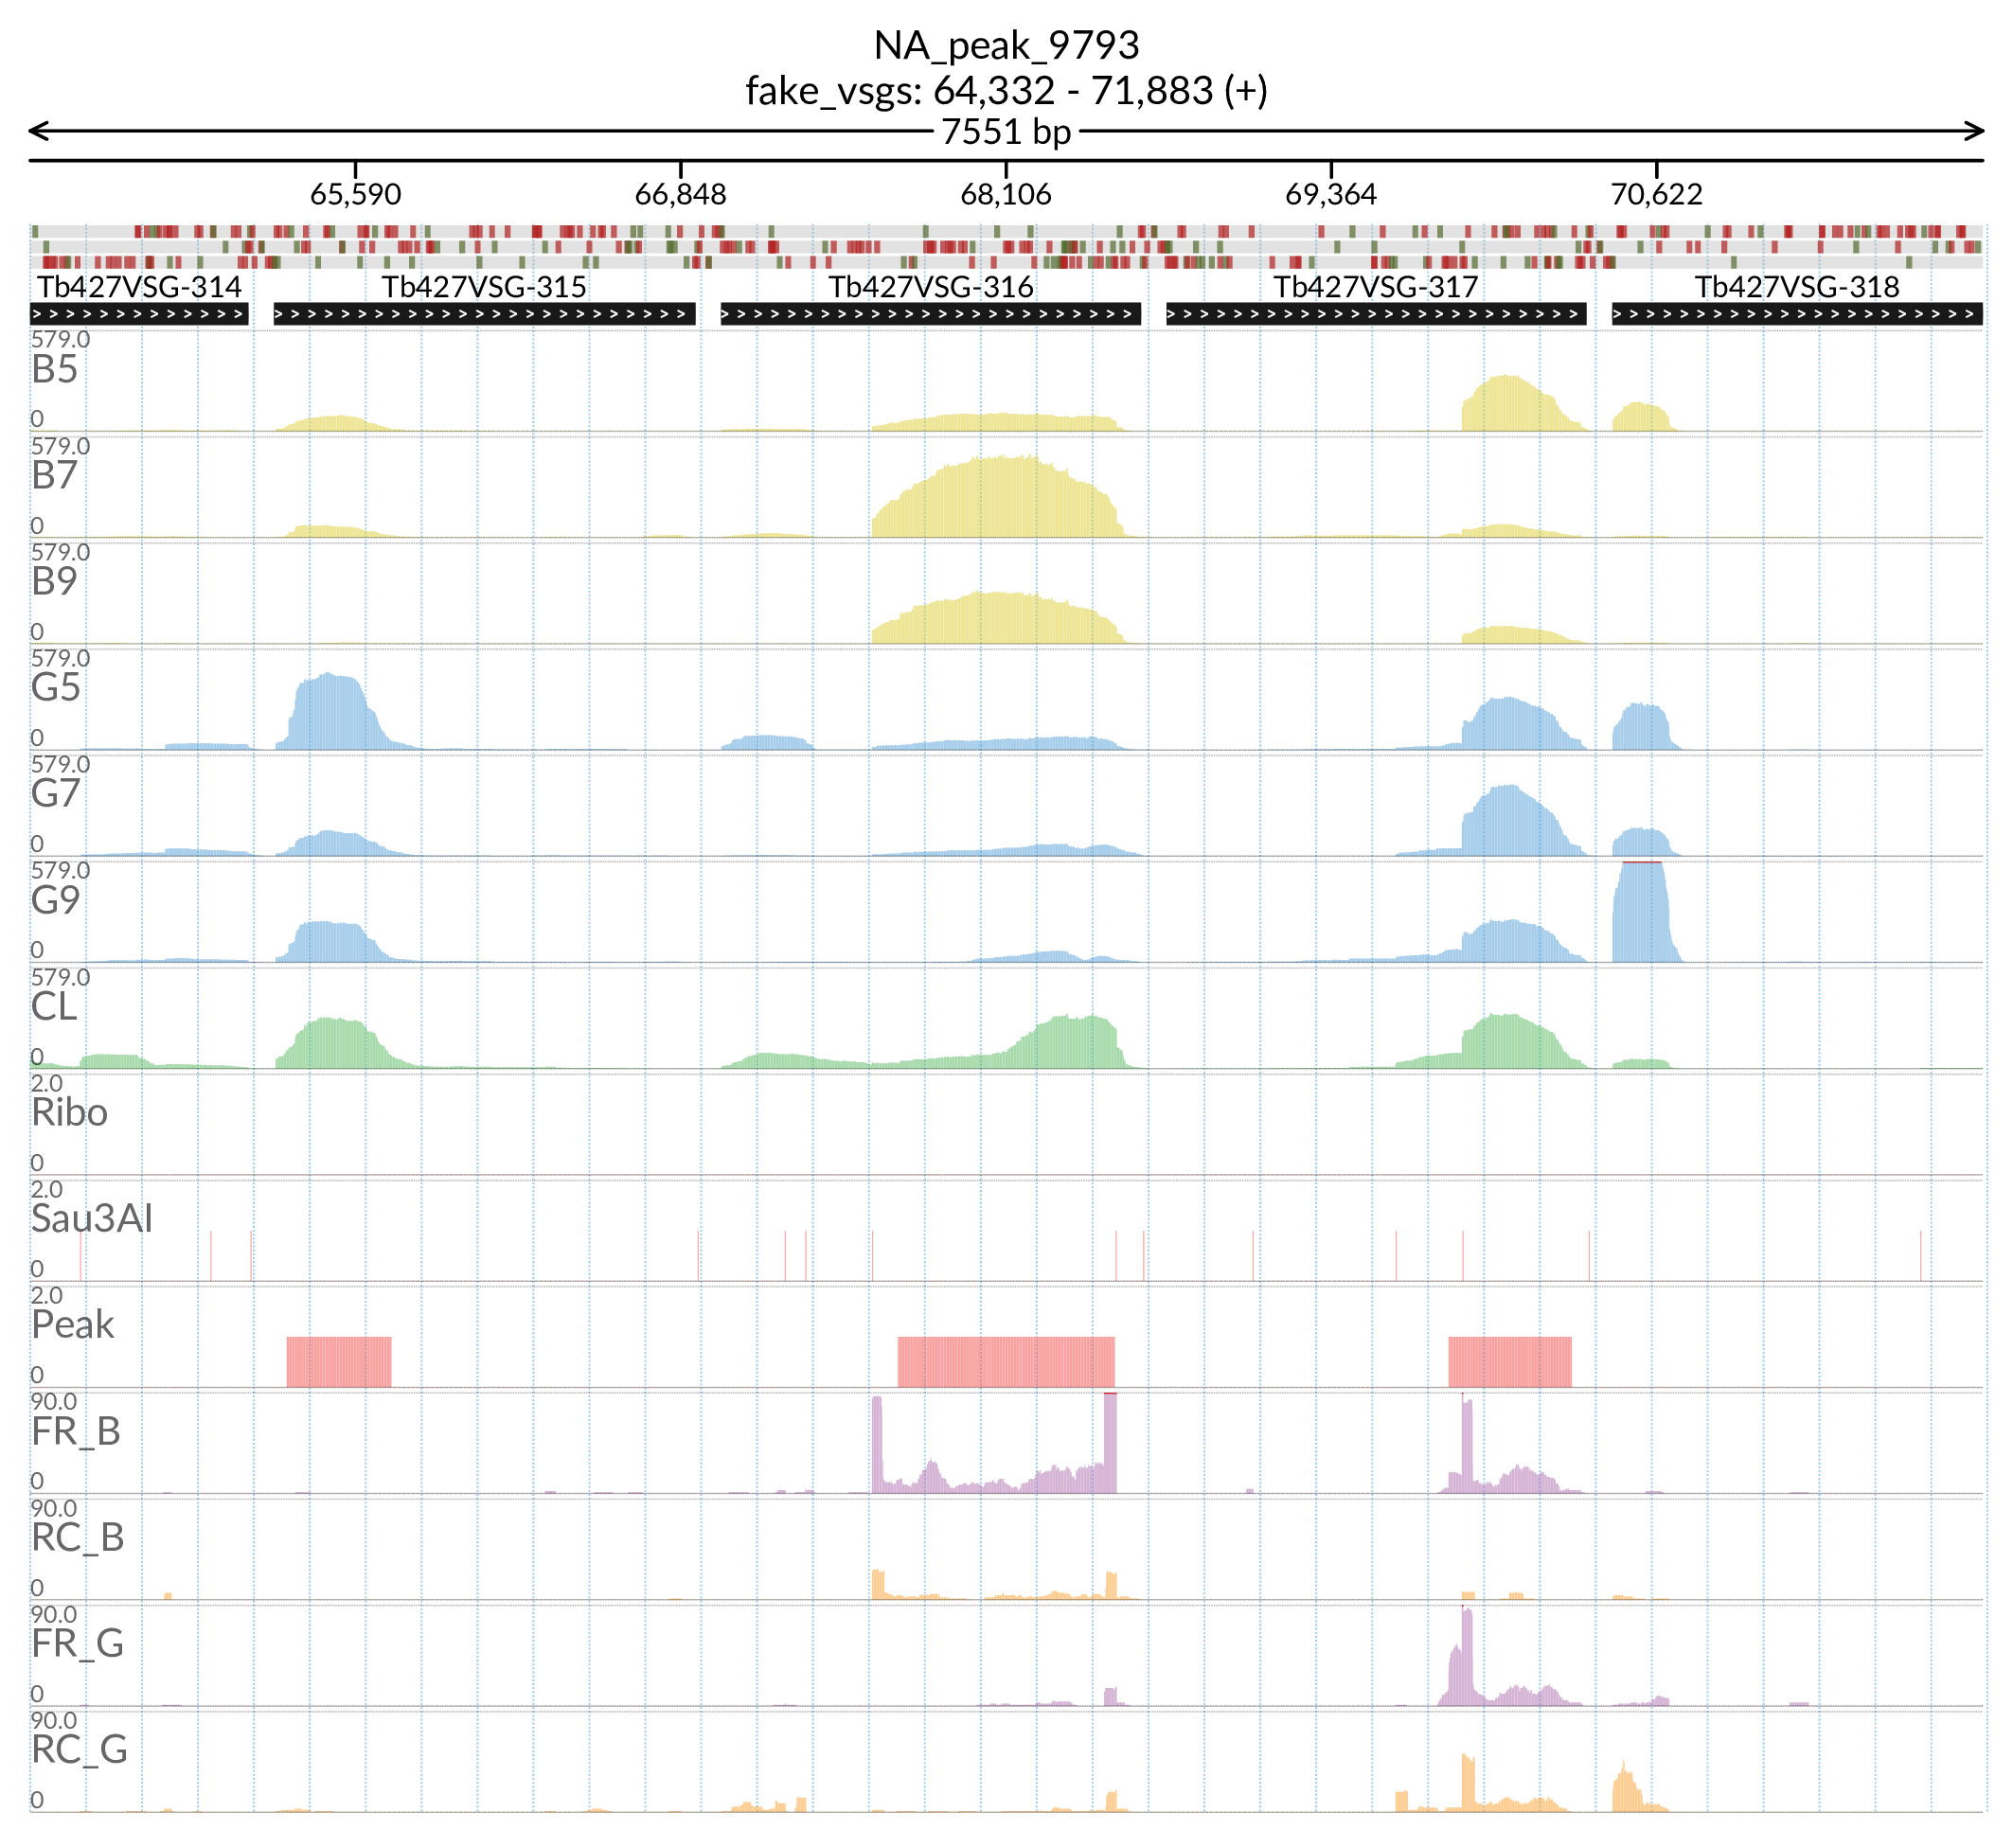 NA_peak_9793
fake_vsgs: 64,332 - 71,883 (+)
7551 bp
65,590 66,848 68,106 69,364 70,622
Tb427VSG-314 Tb427VSG-315 Tb427VSG-316 Tb427VSG-317 Tb427VSG-318
579.0
B5
0
579.0
B7
0
579.0
B9
0
579.0
G5
0
579.0
G7
0
579.0
G9
0
579.0
CL
0
2.0
Ribo
0
2.0
Sau3AI
0
2.0
Peak
0
90.0
FR_B
0
90.0
RC_B
0
90.0
FR_G
0
90.0
RC_G
0